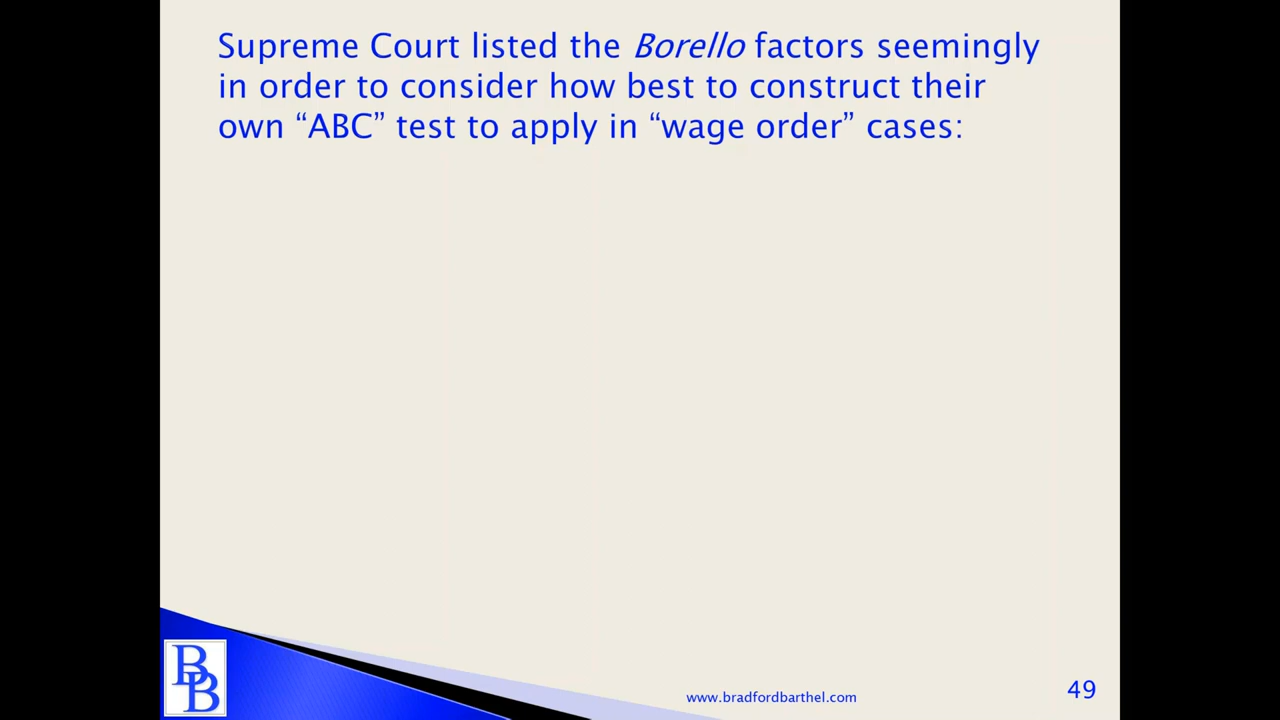 Supreme Court listed the Borello factors seemingly
in order to consider how best to construct their
own “ABC” test to apply in “wage order” cases:
BB
www.bradfordbarthel.com
49